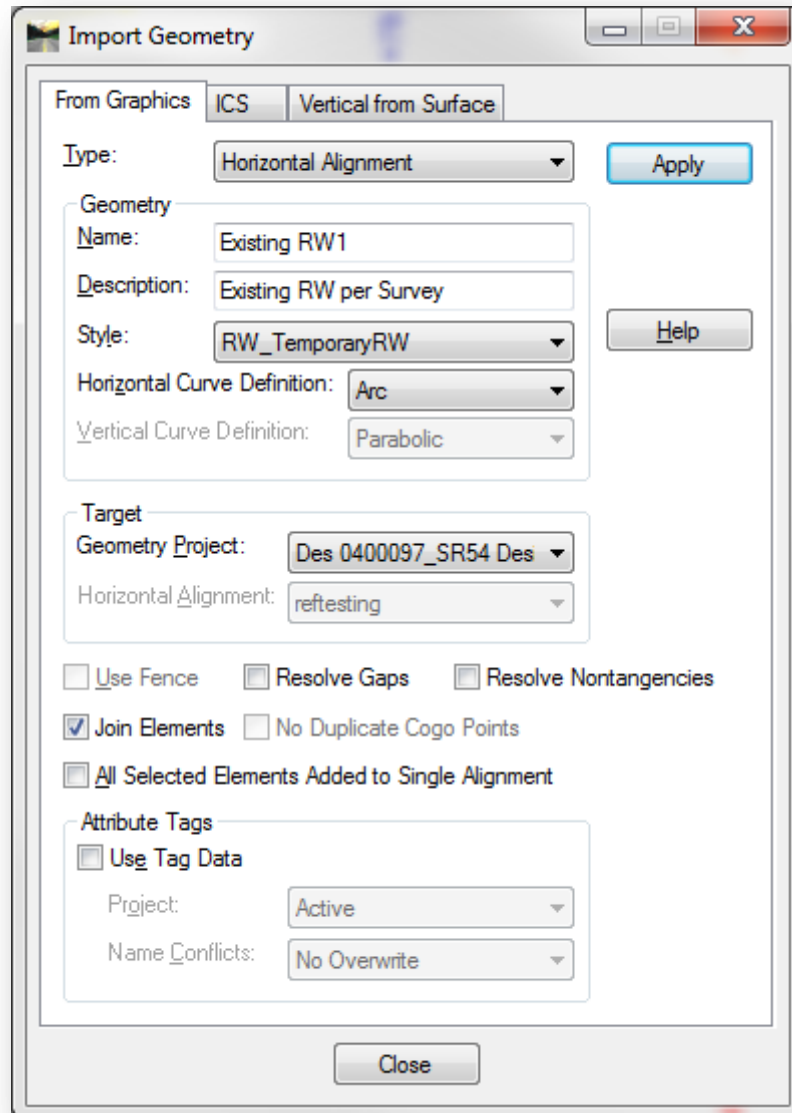 Import Geometry
From Graphics ICS Vertical from Surface
Type: Horizontal Alignment Apply
Geometry
Name: Existing RW1
Description: Existing RW per Survey
Style: RW_TemporaryRW Help
Horizontal Curve Definition: Arc
Vertical Curve Definition: Parabolic
Target
Geometry Project: Des 0400097_SR54 Des
Horizontal Alignment: reftesting
Use Fence Resolve Gaps Resolve Nontangencies
Join Elements No Duplicate Cogo Points
All Selected Elements Added to Single Alignment
Attribute Tags
Use Tag Data
Project: Active
Name Conflicts: No Overwrite
Close